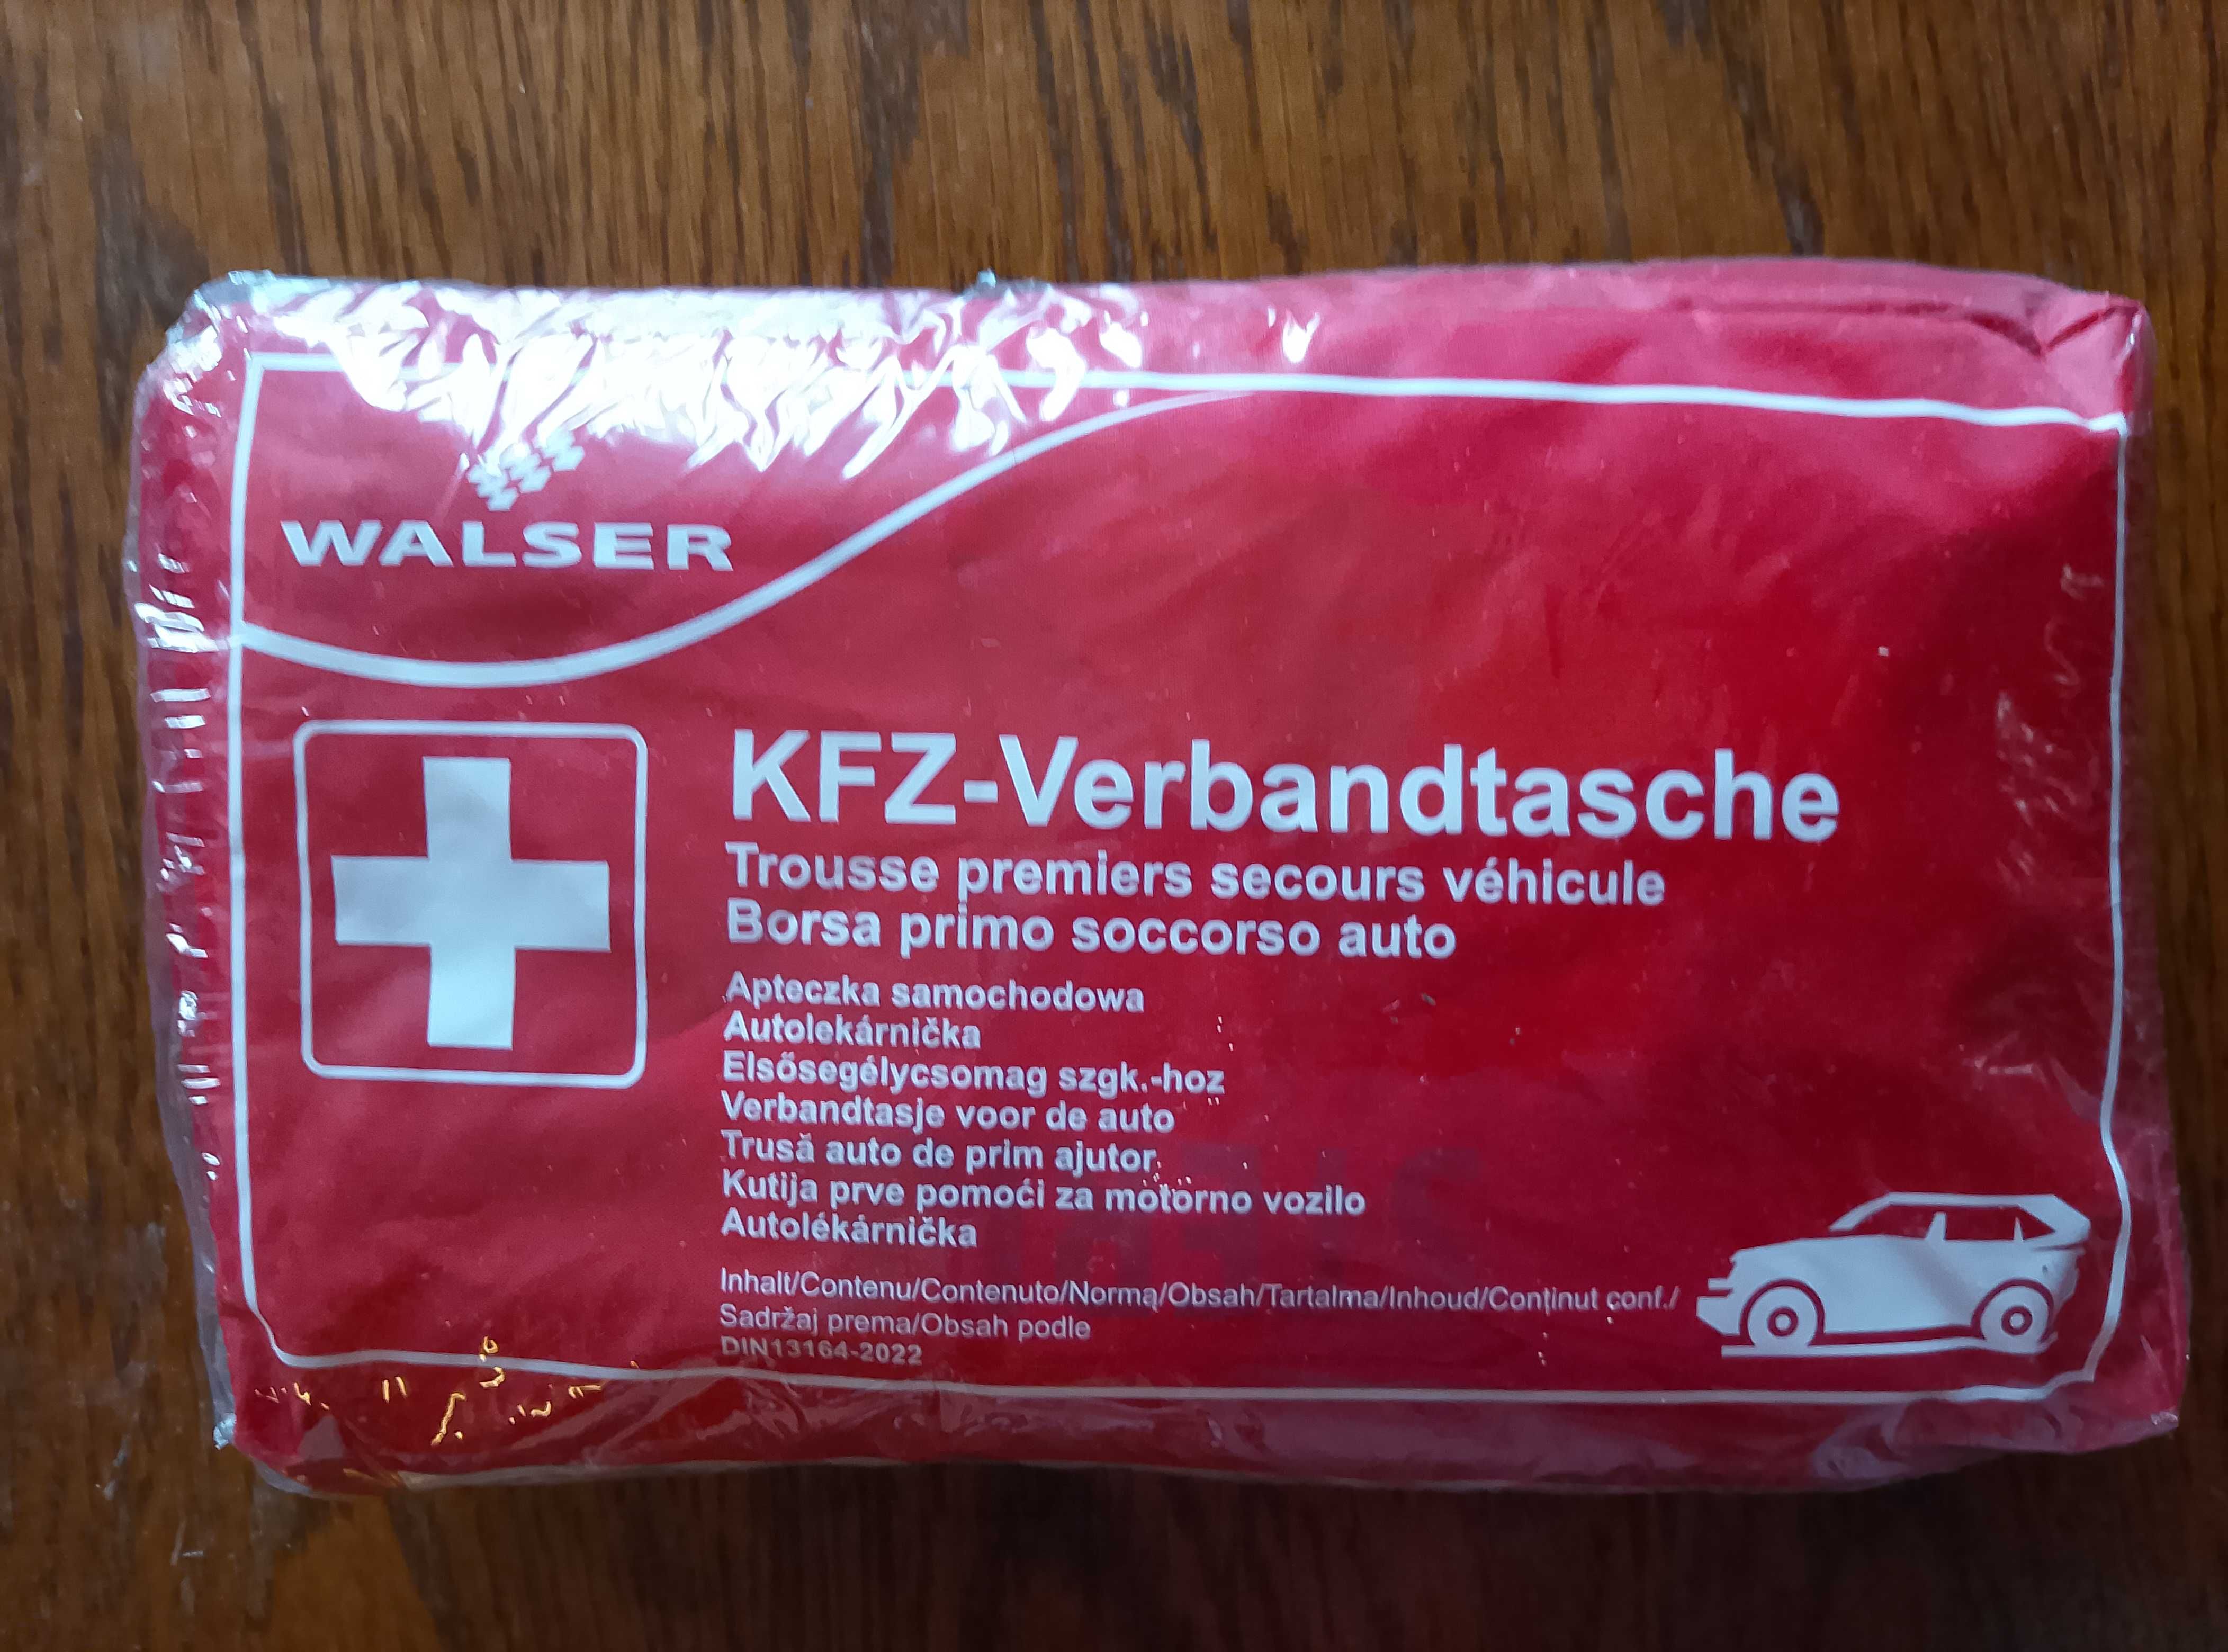 WALSER
KFZ-Verbandtasche
Trousse premiers secours véhicule
Borsa primo soccorso auto
Apteczka samochodowa
Autolekárnička
Elsősegélycsomag szgk.-hoz
Verbandtasje voor de auto
Trusă auto de prim ajutor
Kutija prve pomoći za motorno vozilo
Autolékárnička
Inhalt/Contenu/Contenuto/Norma/Obsah/Tartalma/Inhoud/Conținut conf./
Sadržaj prema/Obsah podle
DIN13164-2022